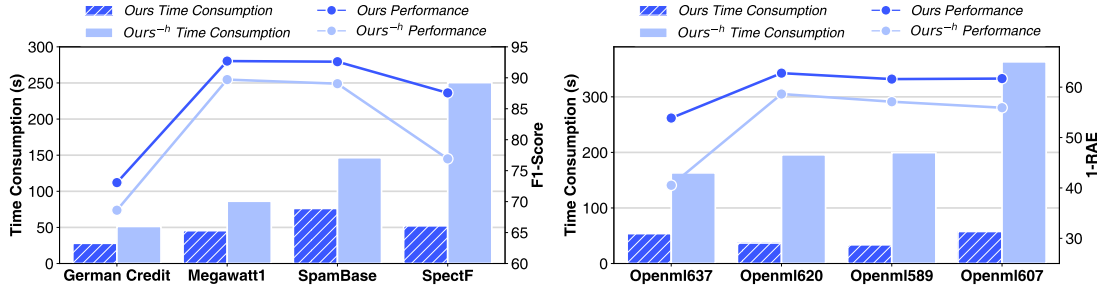 Ours Time Consumption
Ours Performance
Ours⁻ʰ Time Consumption
Ours⁻ʰ Performance
300
250
200
150
100
50
0
Time Consumption (s)
95
90
85
80
75
70
65
60
F1-Score
German Credit
Megawatt1
SpamBase
SpectF
Ours Time Consumption
Ours Performance
Ours⁻ʰ Time Consumption
Ours⁻ʰ Performance
300
200
100
0
Time Consumption (s)
60
50
40
30
1-RAE
Openml637
Openml620
Openml589
Openml607